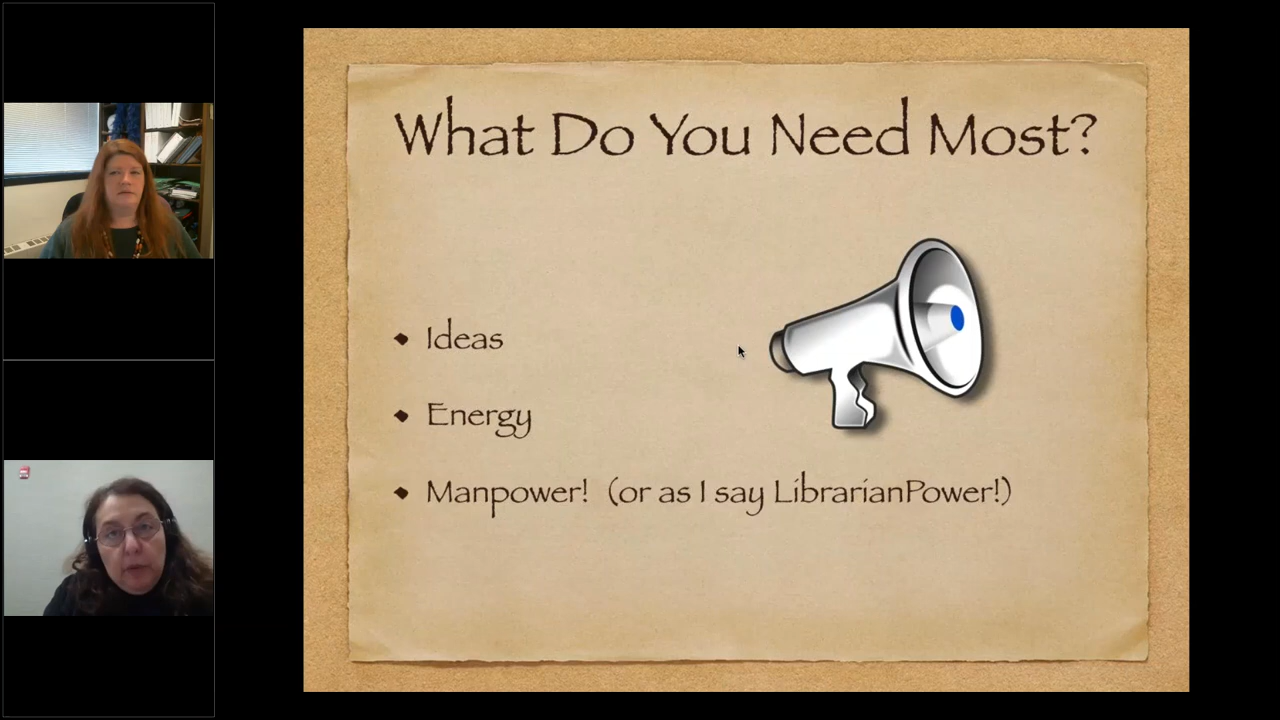 What Do You Need Most?
Ideas
Energy
Manpower! (or as I say LibrarianPower!)